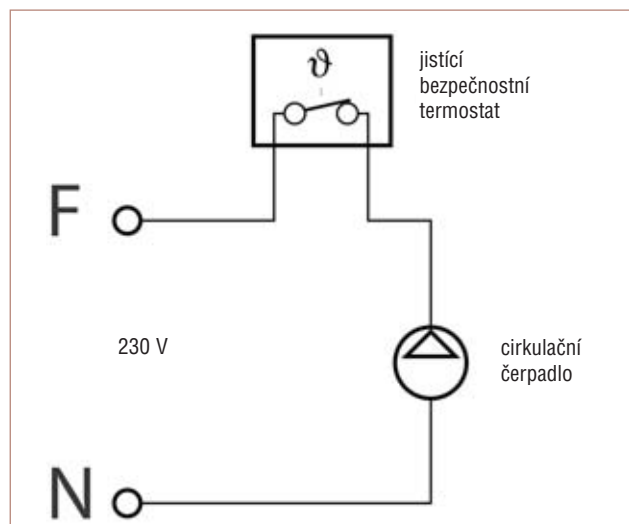 ϑ
jistící
bezpečnostní
termostat
F
230 V
cirkulační
čerpadlo
N